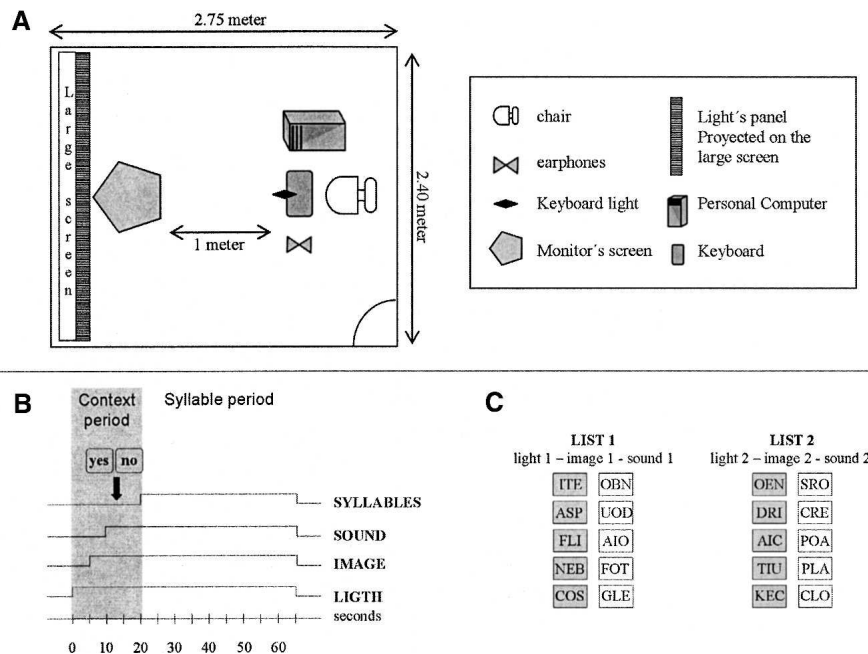 A
2.75 meter
Large screen
1 meter
2.40 meter
chair
earphones
Keyboard light
Monitor´s screen
Light´s panel
Proyected on the
large screen
Personal Computer
Keyboard
B
Context
period
Syllable period
yes no
SYLLABLES
SOUND
IMAGE
LIGTH
seconds
0 10 20 30 40 50 60
C
LIST 1
light 1 – image 1 - sound 1
ITE OBN
ASP UOD
FLI AIO
NEB FOT
COS GLE
LIST 2
light 2 – image 2 - sound 2
OEN SRO
DRI CRE
AIC POA
TIU PLA
KEC CLO